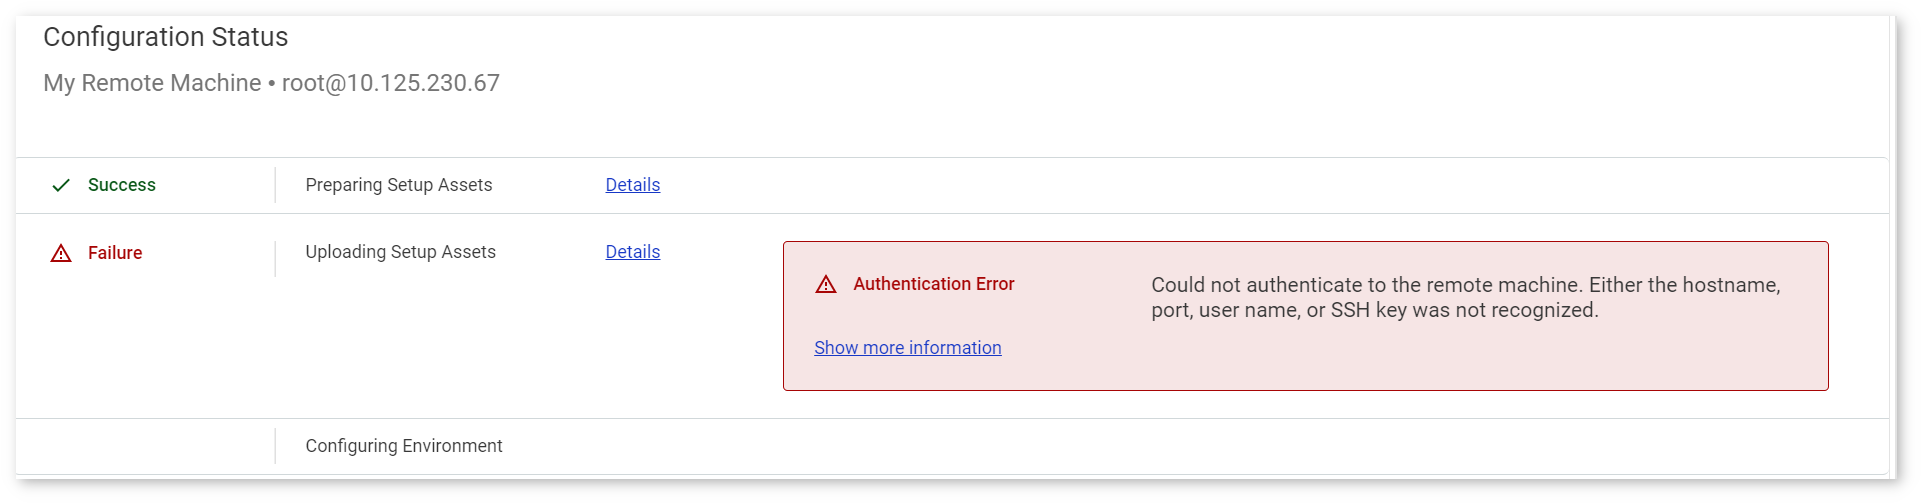 Configuration Status
My Remote Machine • root@10.125.230.67
Success Preparing Setup Assets Details
Failure Uploading Setup Assets Details
Authentication Error
Could not authenticate to the remote machine. Either the hostname,
port, user name, or SSH key was not recognized.
Show more information
Configuring Environment